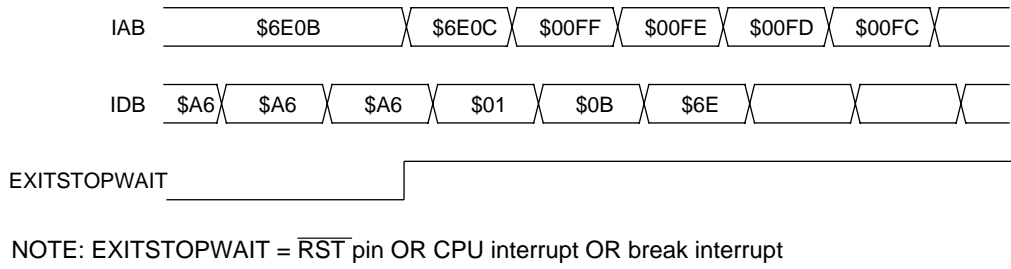 IAB $6E0B $6E0C $00FF $00FE $00FD $00FC
IDB $A6 $A6 $A6 $01 $0B $6E
EXITSTOPWAIT
NOTE: EXITSTOPWAIT = RST pin OR CPU interrupt OR break interrupt